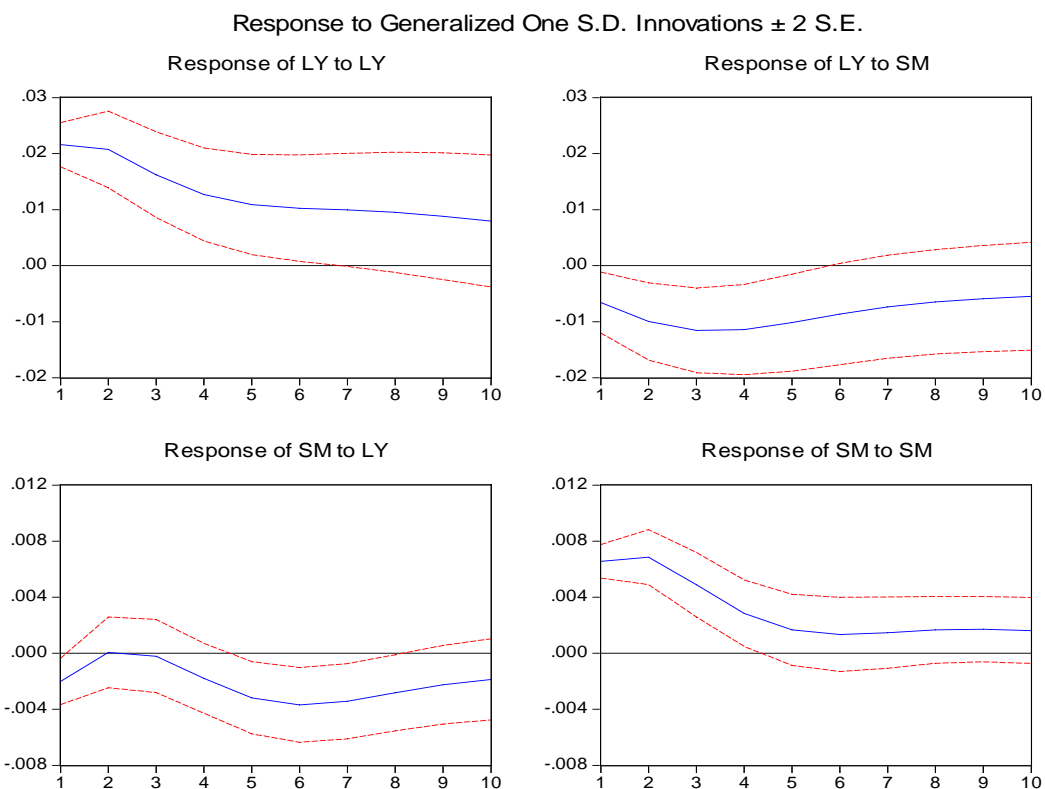 Response to Generalized One S.D. Innovations ± 2 S.E.
Response of LY to LY
.03
.02
.01
.00
-.01
-.02
1 2 3 4 5 6 7 8 9 10
Response of LY to SM
.03
.02
.01
.00
-.01
-.02
1 2 3 4 5 6 7 8 9 10
Response of SM to LY
.012
.008
.004
.000
-.004
-.008
1 2 3 4 5 6 7 8 9 10
Response of SM to SM
.012
.008
.004
.000
-.004
-.008
1 2 3 4 5 6 7 8 9 10